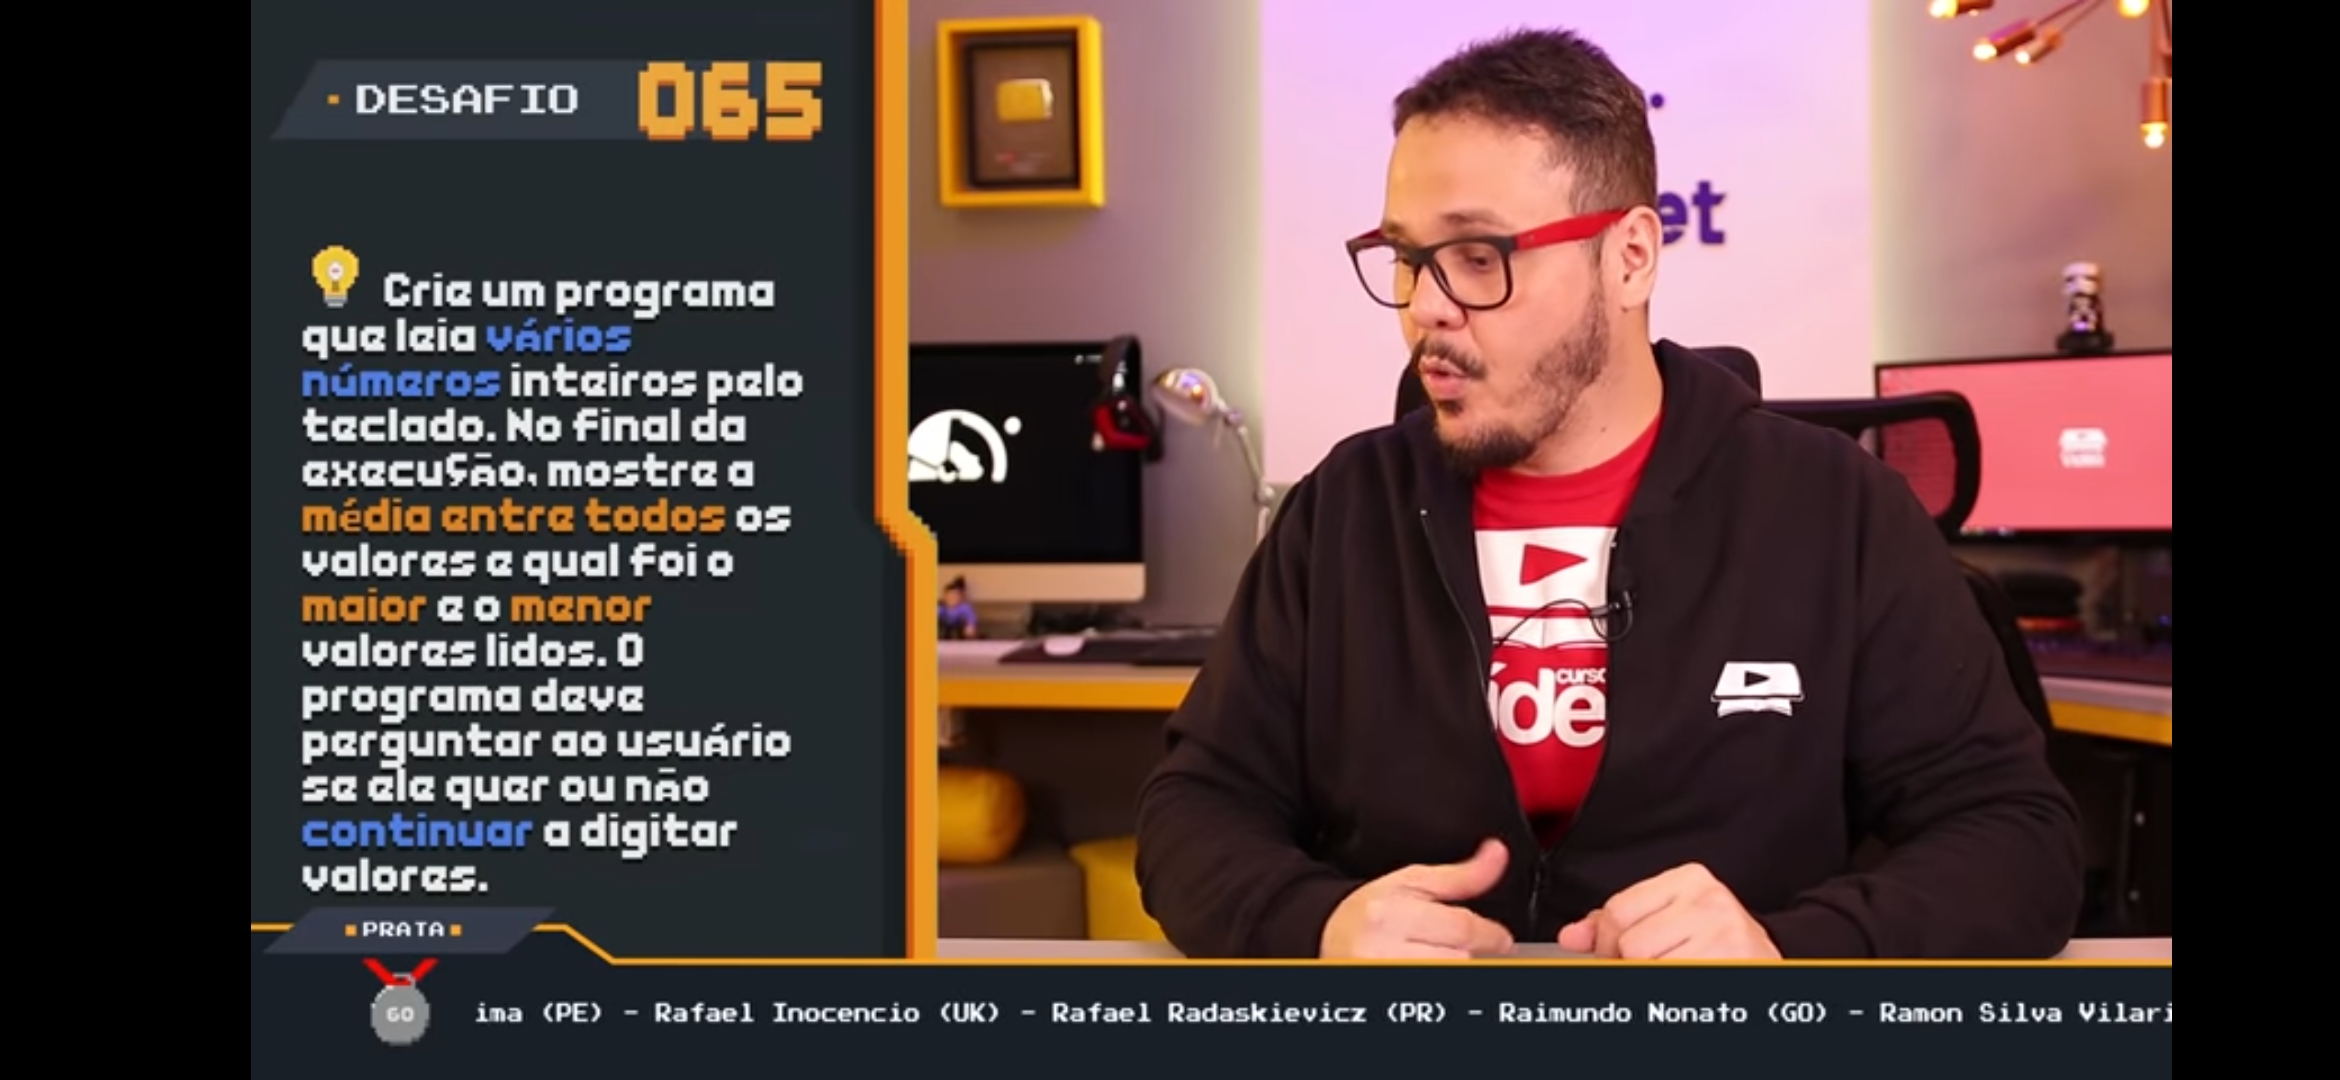 DESAFIO 065
Crie um programa
que leia vários
números inteiros pelo
teclado. No final da
execução, mostre a
média entre todos os
valores e qual foi o
maior e o menor
valores lidos. O
programa deve
perguntar ao usuário
se ele quer ou não
continuar a digitar
valores.
PRATA
GO
ima (PE) - Rafael Inocencio (UK) - Rafael Radaskievicz (PR) - Raimundo Nonato (GO) - Ramon Silva Vilari
et
curso
íde